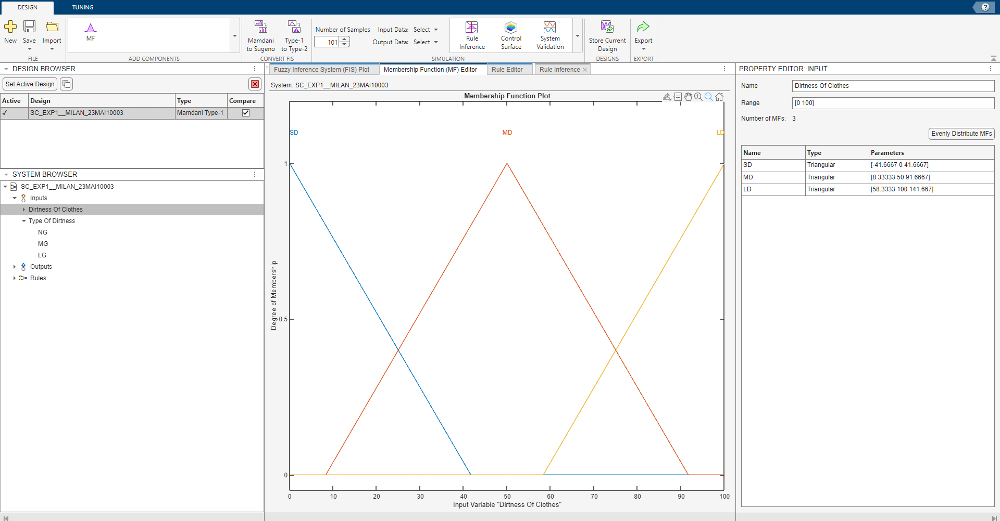 DESIGN
TUNING
?
New
Save
Import
FILE
MF
ADD COMPONENTS
Mamdani
to Sugeno
Type-1
to Type-2
CONVERT FIS
Number of Samples
101
Input Data: Select
Output Data: Select
Rule
Inference
Control
Surface
System
Validation
SIMULATION
Store Current
Design
DESIGNS
Export
EXPORT
DESIGN BROWSER
Set Active Design
Active Design Type Compare
SC_EXP1__MILAN_23MAI10003 Mamdani Type-1
SYSTEM BROWSER
SC_EXP1__MILAN_23MAI10003
Inputs
Dirtness Of Clothes
Type Of Dirtness
NG
MG
LG
Outputs
Rules
Fuzzy Inference System (FIS) Plot
Membership Function (MF) Editor
Rule Editor
Rule Inference
System: SC_EXP1__MILAN_23MAI10003
Membership Function Plot
SD
MD
LD
1
0.5
0
Degree of Membership
0 10 20 30 40 50 60 70 80 90 100
Input Variable "Dirtness Of Clothes"
PROPERTY EDITOR: INPUT
Name Dirtness Of Clothes
Range [0 100]
Number of MFs: 3
Evenly Distribute MFs
Name Type Parameters
SD Triangular [-41.6667 0 41.6667]
MD Triangular [8.33333 50 91.6667]
LD Triangular [58.3333 100 141.667]